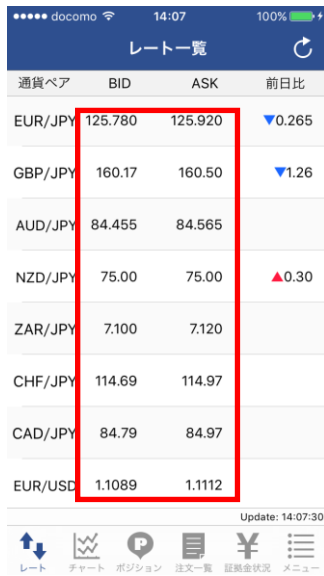 docomo 14:07 100%
レート一覧
通貨ペア BID ASK 前日比
EUR/JPY 125.780 125.920 ▼0.265
GBP/JPY 160.17 160.50 ▼1.26
AUD/JPY 84.455 84.565
NZD/JPY 75.00 75.00 ▲0.30
ZAR/JPY 7.100 7.120
CHF/JPY 114.69 114.97
CAD/JPY 84.79 84.97
EUR/USD 1.1089 1.1112
Update: 14:07:30
レート チャート ポジション 注文一覧 証拠金状況 メニュー